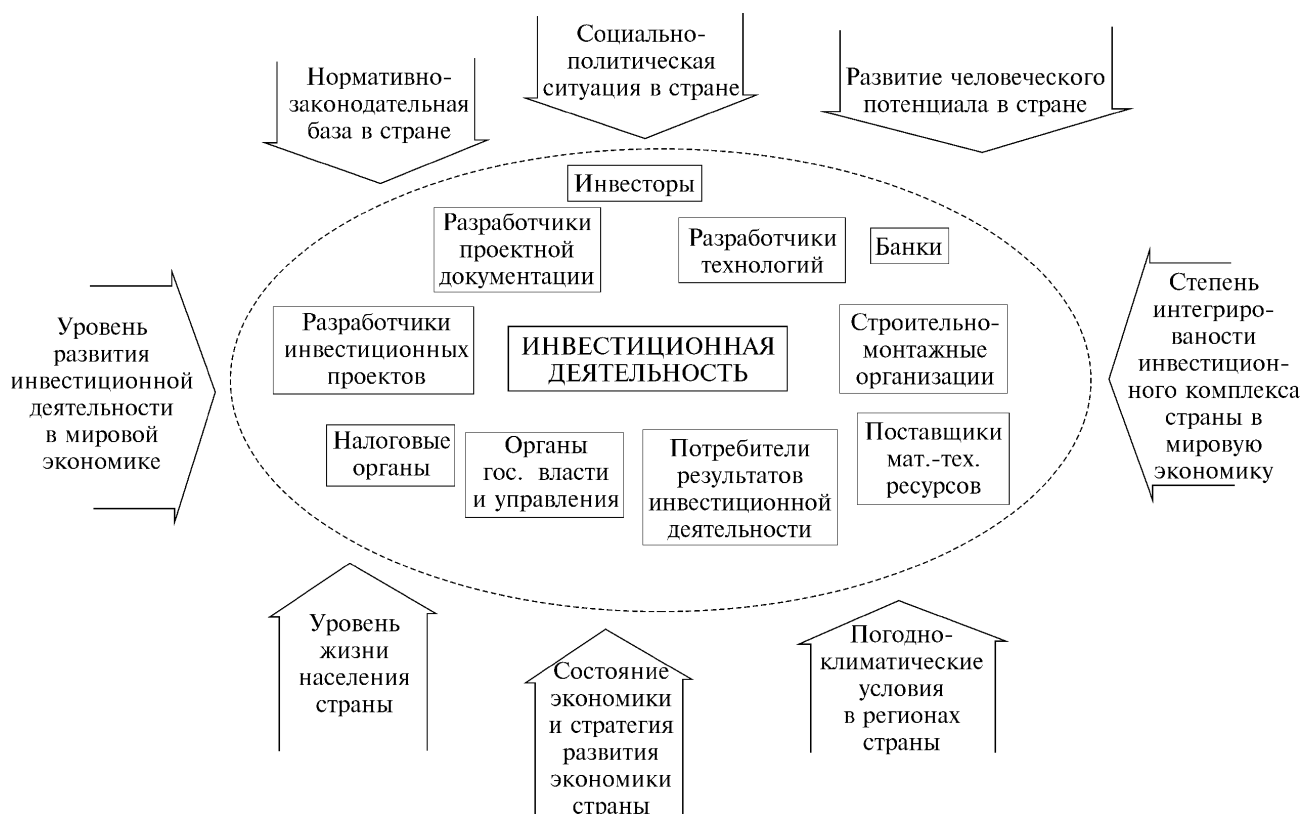 Нормативно-
законодательная
база в стране
Социально-
политическая
ситуация в стране
Развитие человеческого
потенциала в стране
Инвесторы
Разработчики
проектной
документации
Разработчики
технологий
Банки
Уровень
развития
инвестиционной
деятельности
в мировой
экономике
Разработчики
инвестиционных
проектов
ИНВЕСТИЦИОННАЯ
ДЕЯТЕЛЬНОСТЬ
Строительно-
монтажные
организации
Степень
интегриро-
ваности
инвестицион-
ного комплекса
страны в
мировую
экономику
Налоговые
органы
Органы
гос. власти
и управления
Потребители
результатов
инвестиционной
деятельности
Поставщики
мат.-тех.
ресурсов
Уровень
жизни
населения
страны
Состояние
экономики
и стратегия
развития
экономики
страны
Погодно-
климатические
условия
в регионах
страны